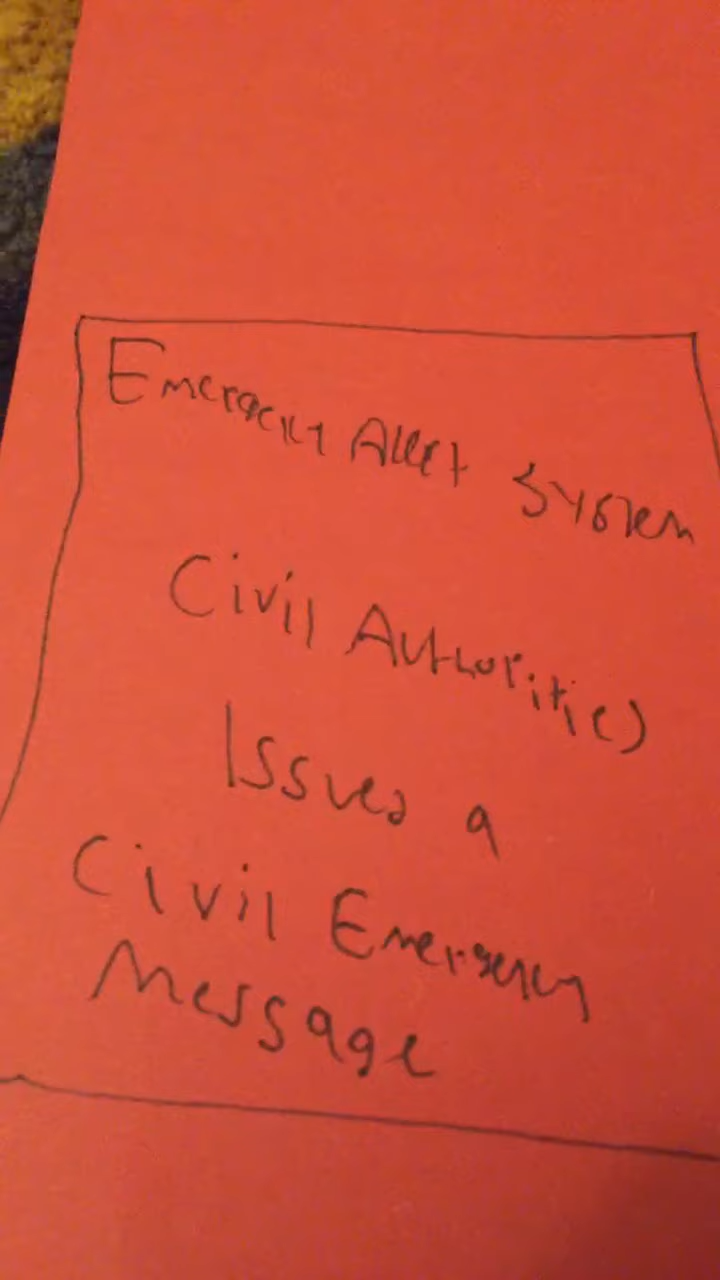 Emergency Alert System
Civil Authorities
Issues a
Civil Emergency
Message